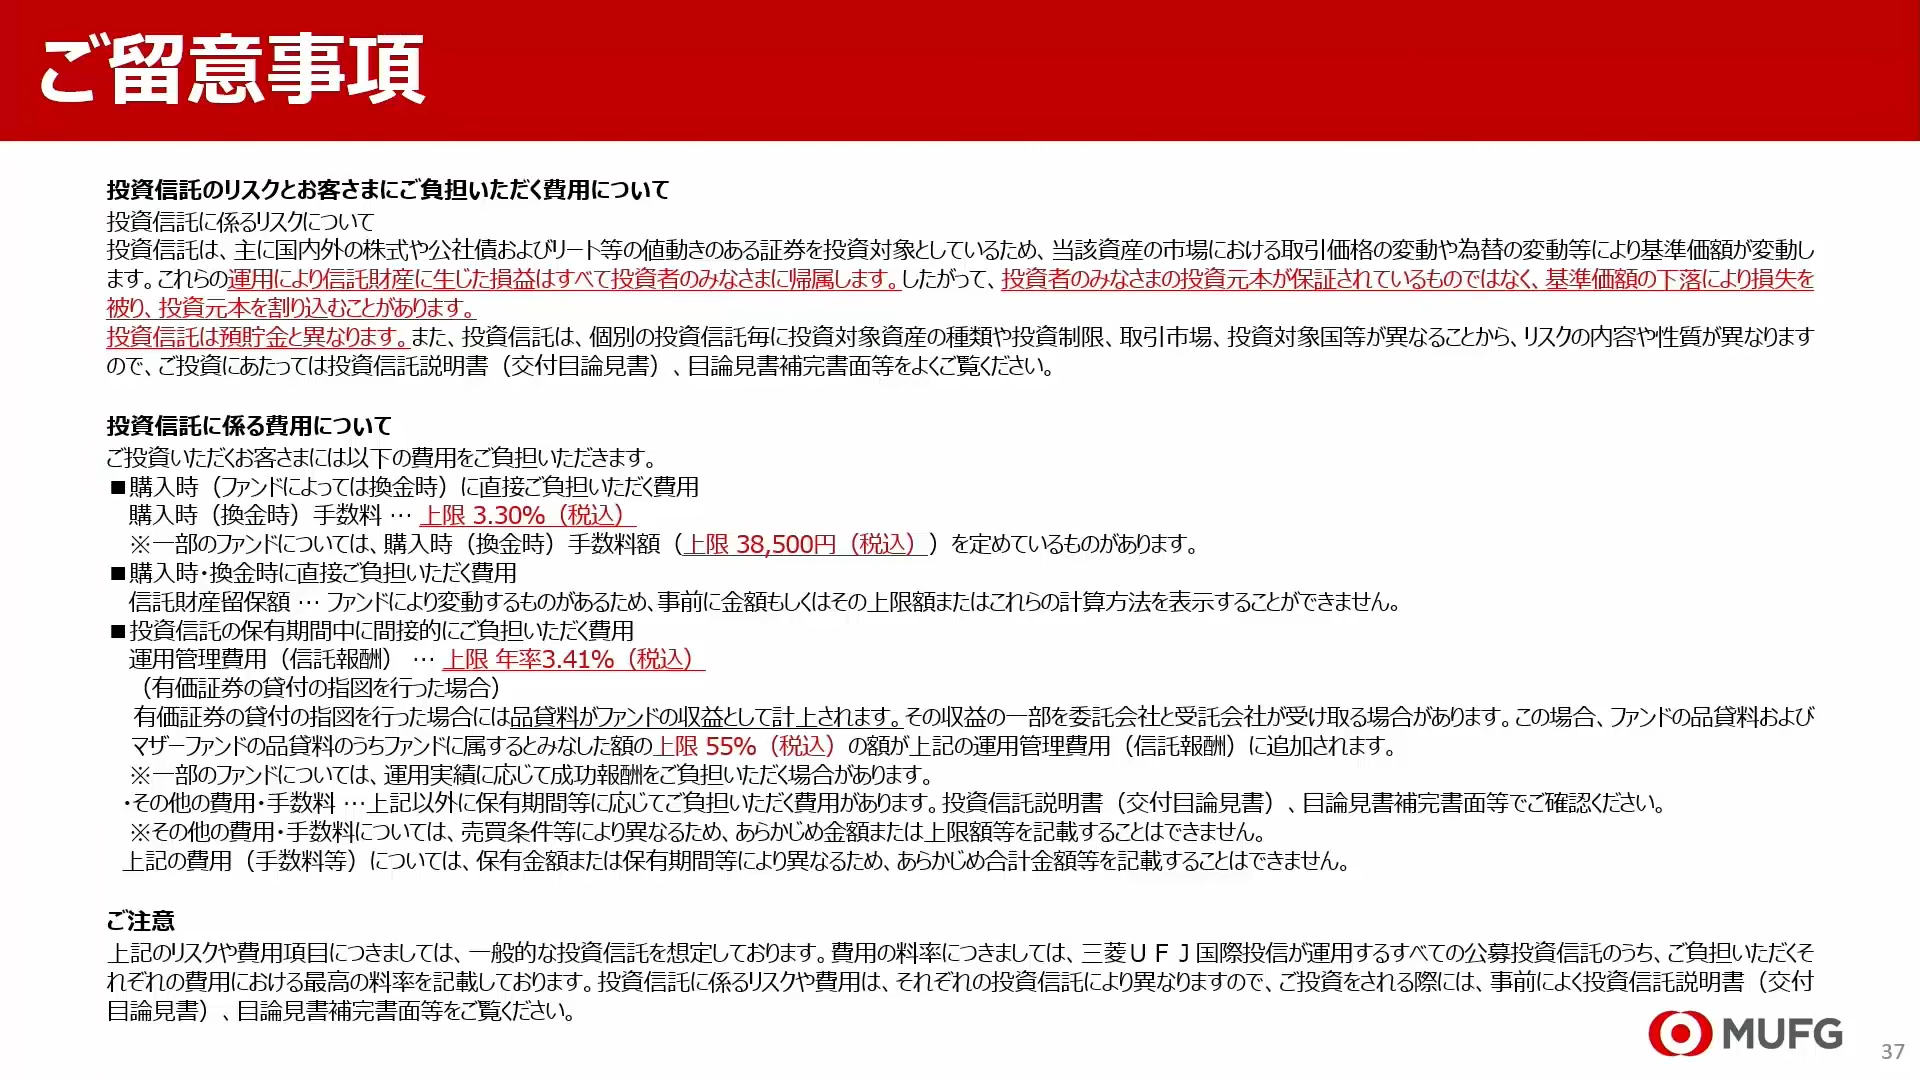 ご留意事項
投資信託のリスクとお客さまにご負担いただく費用について
投資信託に係るリスクについて
投資信託は、主に国内外の株式や公社債およびリート等の値動きのある証券を投資対象としているため、当該資産の市場における取引価格の変動や為替の変動等により基準価額が変動し
ます。これらの運用により信託財産に生じた損益はすべて投資者のみなさまに帰属します。したがって、投資者のみなさまの投資元本が保証されているものではなく、基準価額の下落により損失を
被り、投資元本を割り込むことがあります。
投資信託は預貯金と異なります。また、投資信託は、個別の投資信託毎に投資対象資産の種類や投資制限、取引市場、投資対象国等が異なることから、リスクの内容や性質が異なります
ので、ご投資にあたっては投資信託説明書（交付目論見書）、目論見書補完書面等をよくご覧ください。
投資信託に係る費用について
ご投資いただくお客さまには以下の費用をご負担いただきます。
■購入時（ファンドによっては換金時）に直接ご負担いただく費用
購入時（換金時）手数料 … 上限 3.30%（税込）
※一部のファンドについては、購入時（換金時）手数料額（上限 38,500円（税込））を定めているものがあります。
■購入時・換金時に直接ご負担いただく費用
信託財産留保額 … ファンドにより変動するものがあるため、事前に金額もしくはその上限額またはこれらの計算方法を表示することができません。
■投資信託の保有期間中に間接的にご負担いただく費用
運用管理費用（信託報酬） … 上限 年率3.41%（税込）
（有価証券の貸付の指図を行った場合）
有価証券の貸付の指図を行った場合には品貸料がファンドの収益として計上されます。その収益の一部を委託会社と受託会社が受け取る場合があります。この場合、ファンドの品貸料および
マザーファンドの品貸料のうちファンドに属するとみなした額の上限 55%（税込）の額が上記の運用管理費用（信託報酬）に追加されます。
※一部のファンドについては、運用実績に応じて成功報酬をご負担いただく場合があります。
・その他の費用・手数料 …上記以外に保有期間等に応じてご負担いただく費用があります。投資信託説明書（交付目論見書）、目論見書補完書面等でご確認ください。
※その他の費用・手数料については、売買条件等により異なるため、あらかじめ金額または上限額等を記載することはできません。
上記の費用（手数料等）については、保有金額または保有期間等により異なるため、あらかじめ合計金額等を記載することはできません。
ご注意
上記のリスクや費用項目につきましては、一般的な投資信託を想定しております。費用の料率につきましては、三菱ＵＦＪ国際投信が運用するすべての公募投資信託のうち、ご負担いただくそ
れぞれの費用における最高の料率を記載しております。投資信託に係るリスクや費用は、それぞれの投資信託により異なりますので、ご投資をされる際には、事前によく投資信託説明書（交付
目論見書）、目論見書補完書面等をご覧ください。
MUFG
37